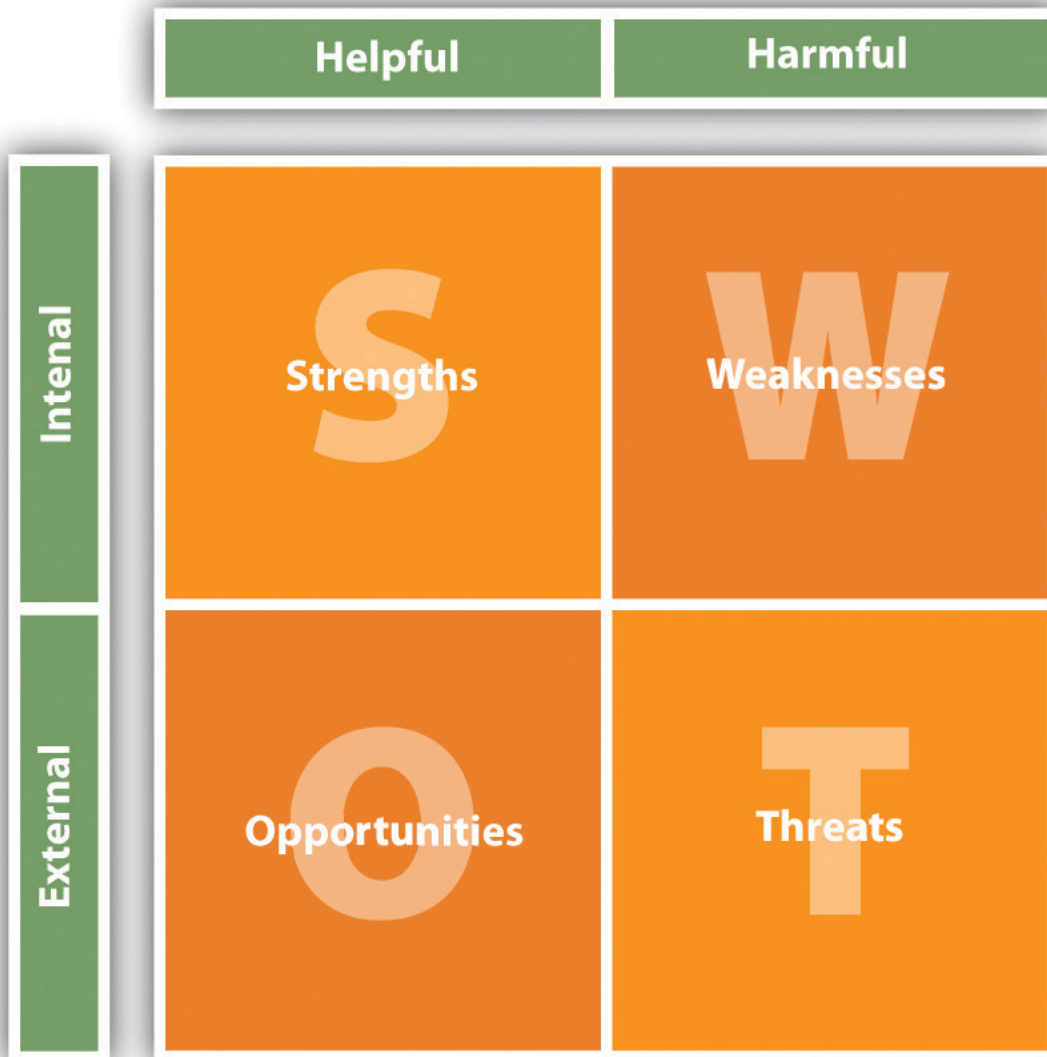 Helpful
Harmful
Intenal
S
Strengths
W
Weaknesses
External
O
Opportunities
T
Threats